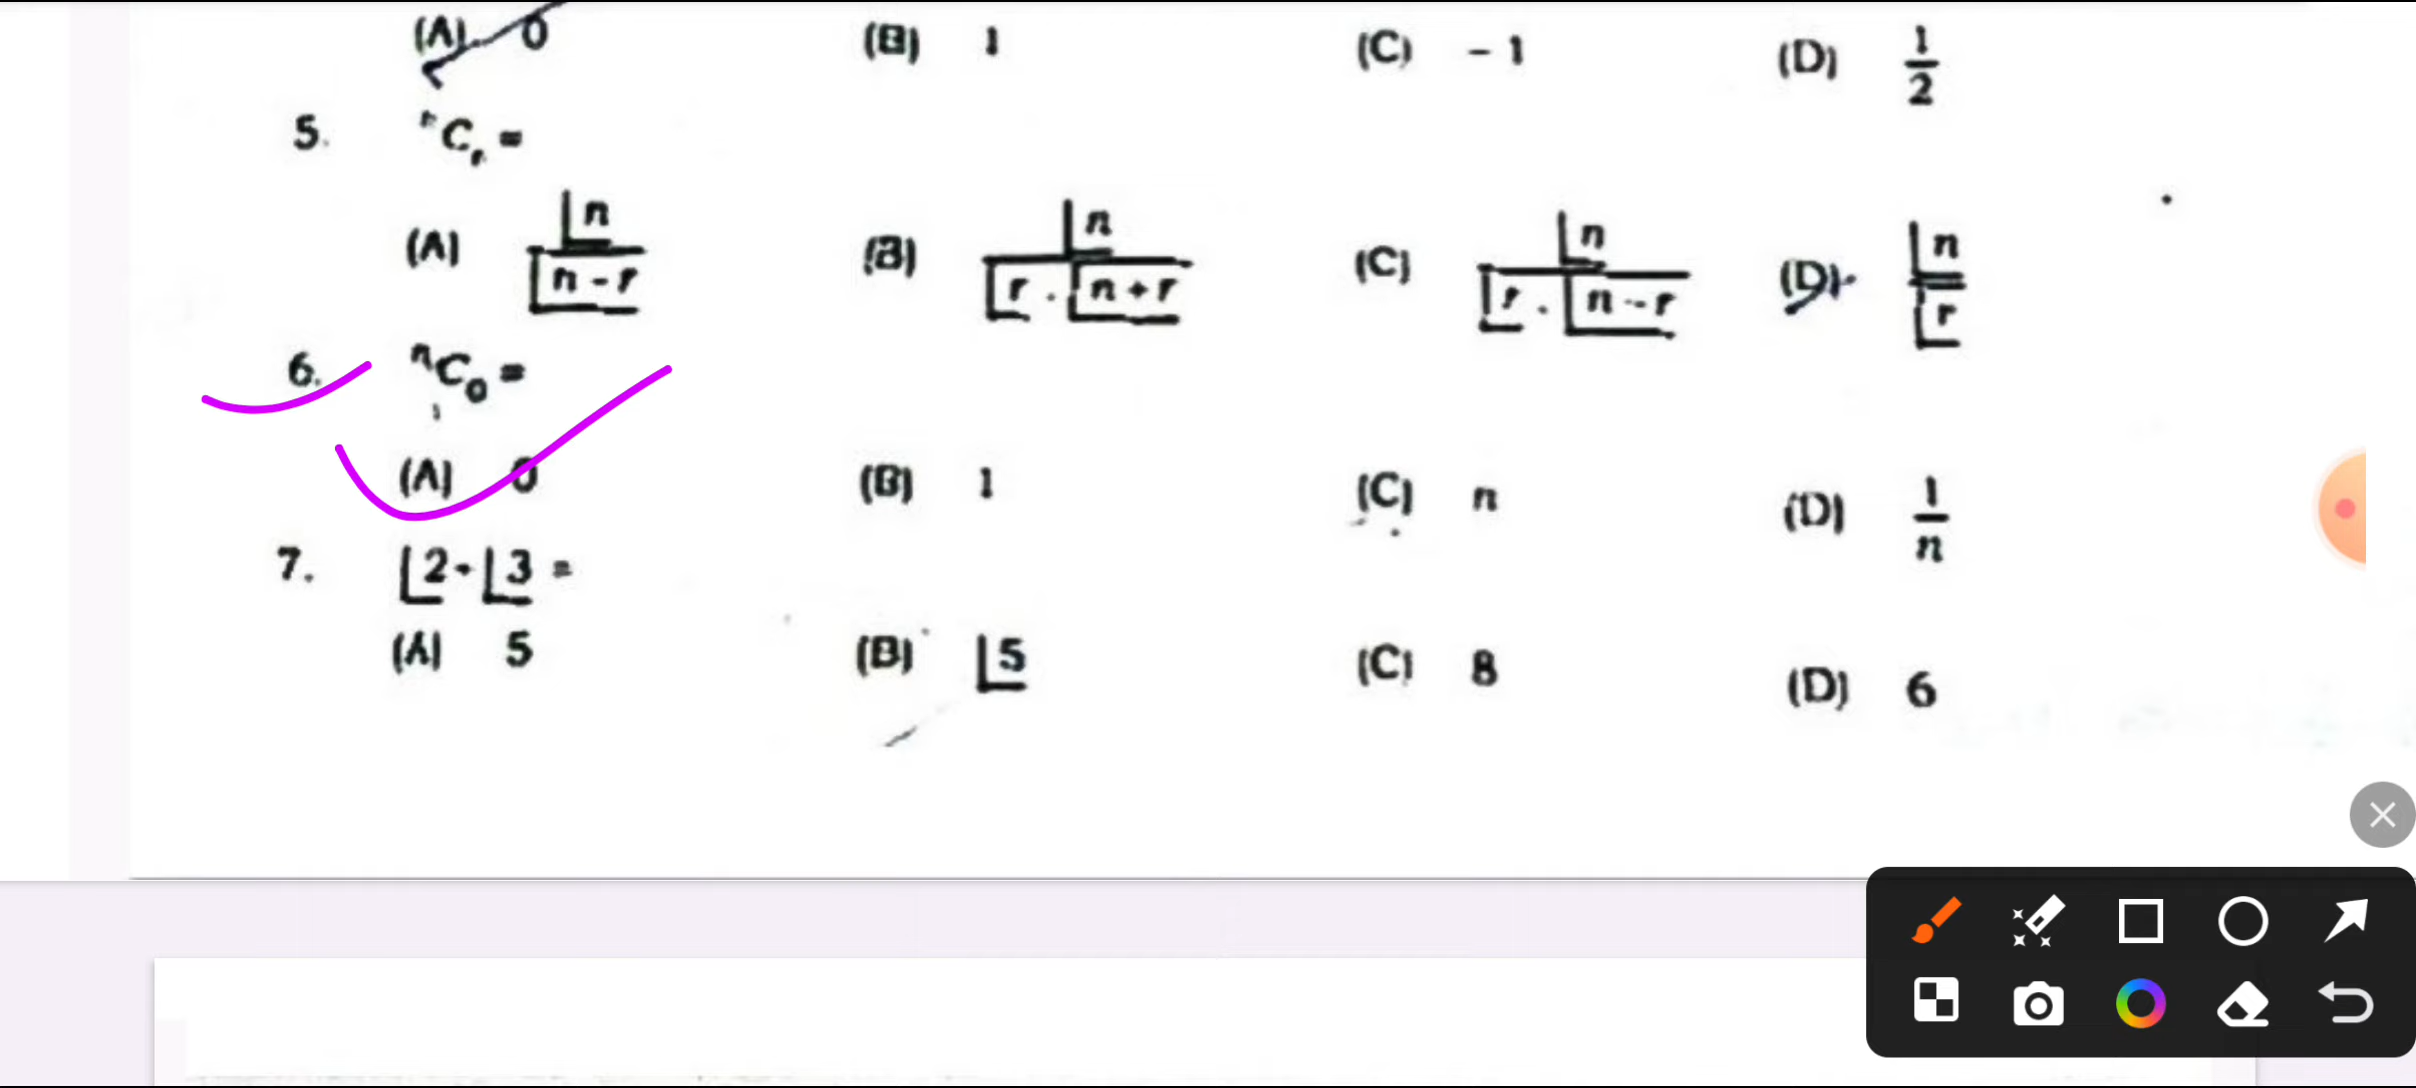 (A) 0 (B) 1 (C) - 1 (D) 1/2
5. ⁿCᵣ =
(A) |n / |n - r (B) |n / |r . |n + r (C) |n / |r . |n - r (D) |n / |r
6. ⁿC₀ =
(A) 0 (B) 1 (C) n (D) 1/n
7. |2 + |3 =
(A) 5 (B) |5 (C) 8 (D) 6